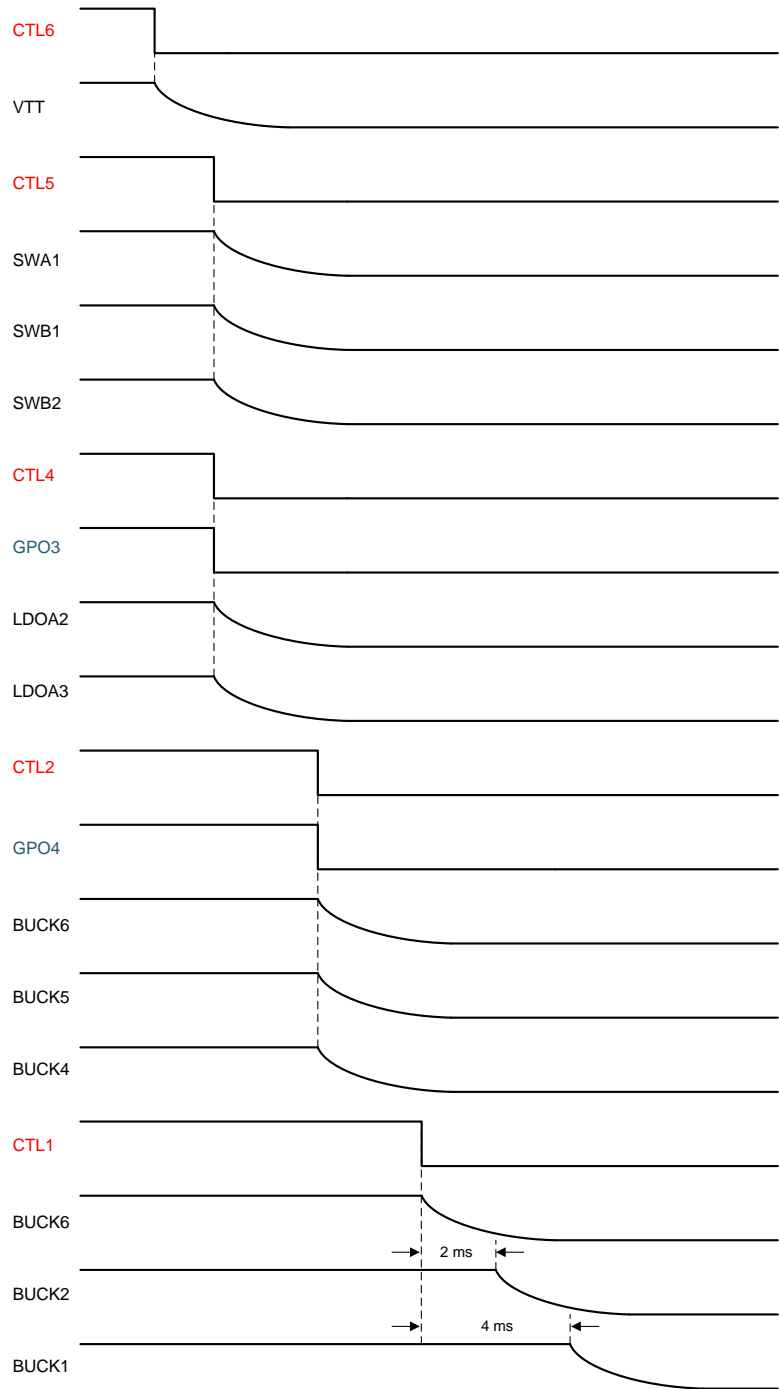 CTL6
VTT
CTL5
SWA1
SWB1
SWB2
CTL4
GPO3
LDOA2
LDOA3
CTL2
GPO4
BUCK6
BUCK5
BUCK4
CTL1
BUCK6
2 ms
BUCK2
4 ms
BUCK1